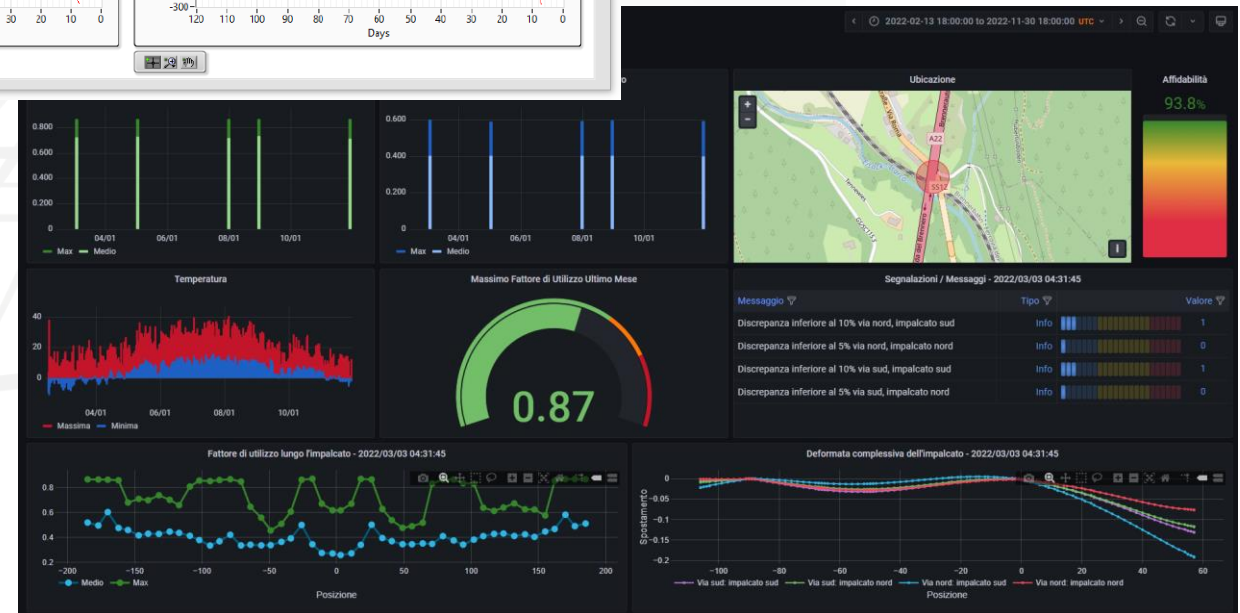 -300
30 20 10 0
120 110 100 90 80 70 60 50 40 30 20 10 0
Days
2022-02-13 18:00:00 to 2022-11-30 18:00:00 UTC
o
Ubicazione
Affidabilità
93.8%
0.800
0.600
0.400
0.200
0
04/01 06/01 08/01 10/01
Max Medio
0.600
0.400
0.200
0
04/01 06/01 08/01 10/01
Max Medio
+
−
Via Roma
A22
SS12
i
Temperatura
40
20
0
04/01 06/01 08/01 10/01
Massima Minima
Massimo Fattore di Utilizzo Ultimo Mese
0.87
Segnalazioni / Messaggi - 2022/03/03 04:31:45
Messaggio Tipo Valore
Discrepanza inferiore al 10% via nord, impalcato sud Info 1
Discrepanza inferiore al 5% via nord, impalcato nord Info 0
Discrepanza inferiore al 10% via sud, impalcato sud Info 1
Discrepanza inferiore al 5% via sud, impalcato nord Info 0
Fattore di utilizzo lungo l'impalcato - 2022/03/03 04:31:45
0.8
0.6
0.4
0.2
−200 −150 −100 −50 0 50 100 150 200
Medio Max
Posizione
Deformata complessiva dell'impalcato - 2022/03/03 04:31:45
Spostamento
0
−0.05
−0.1
−0.15
−0.2
−100 −80 −60 −40 −20 0 20 40 60
Via sud: impalcato sud Via sud: impalcato nord Via nord: impalcato sud Via nord: impalcato nord
Posizione